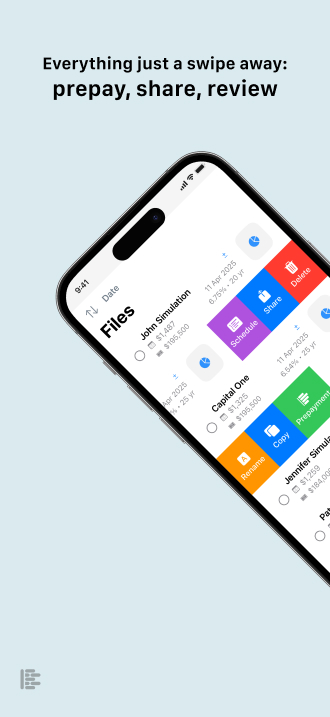 Everything just a swipe away:
prepay, share, review
9:41
Date
Files
John Simulation
$1,487
$195,500
11 Apr 2025
6.75% • 20 yr
Schedule
Share
Delete
Capital One
$1,325
$195,500
Apr 2025
% • 25 yr
Rename
Copy
Prepayment
11 Apr 2025
6.54% • 25 yr
Jennifer Simula
$1,259
$184,000
Pat